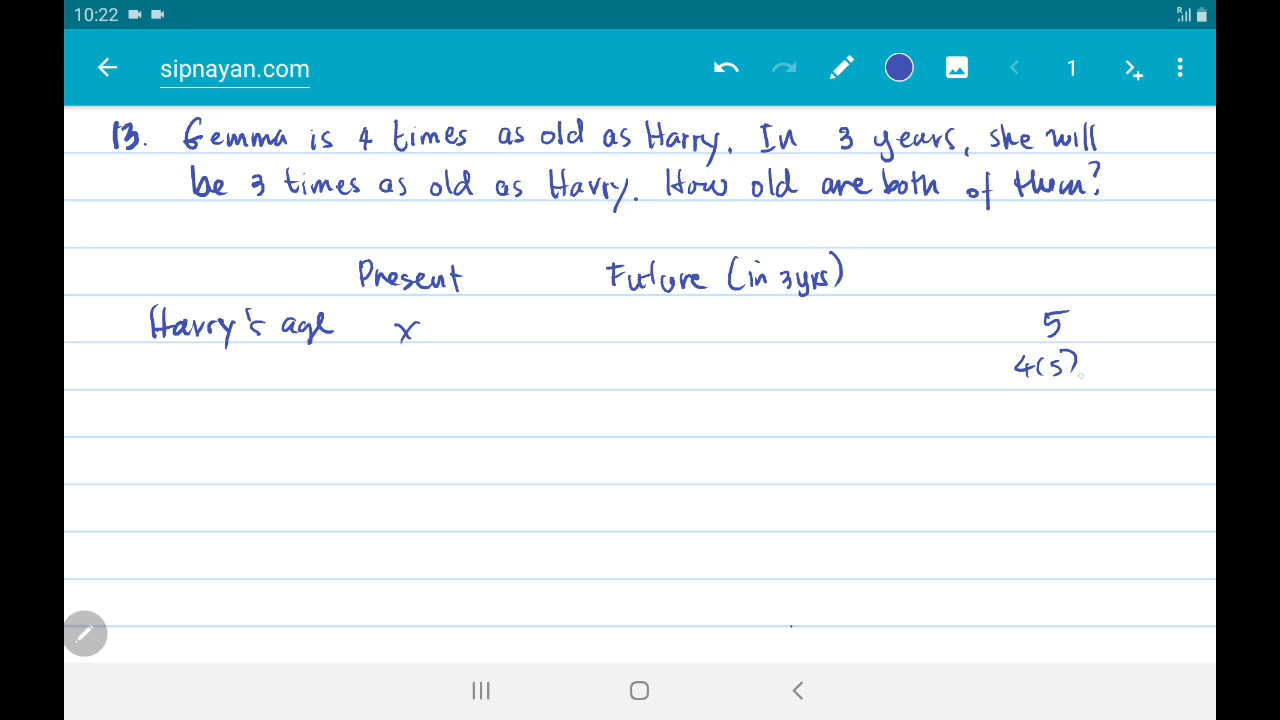 10:22
sipnayan.com
1
13. Gemma is 4 times as old as Harry. In 3 years, she will
be 3 times as old as Harry. How old are both of them?
Present Future (in 3 yrs)
Harry's age x 5
4(5)